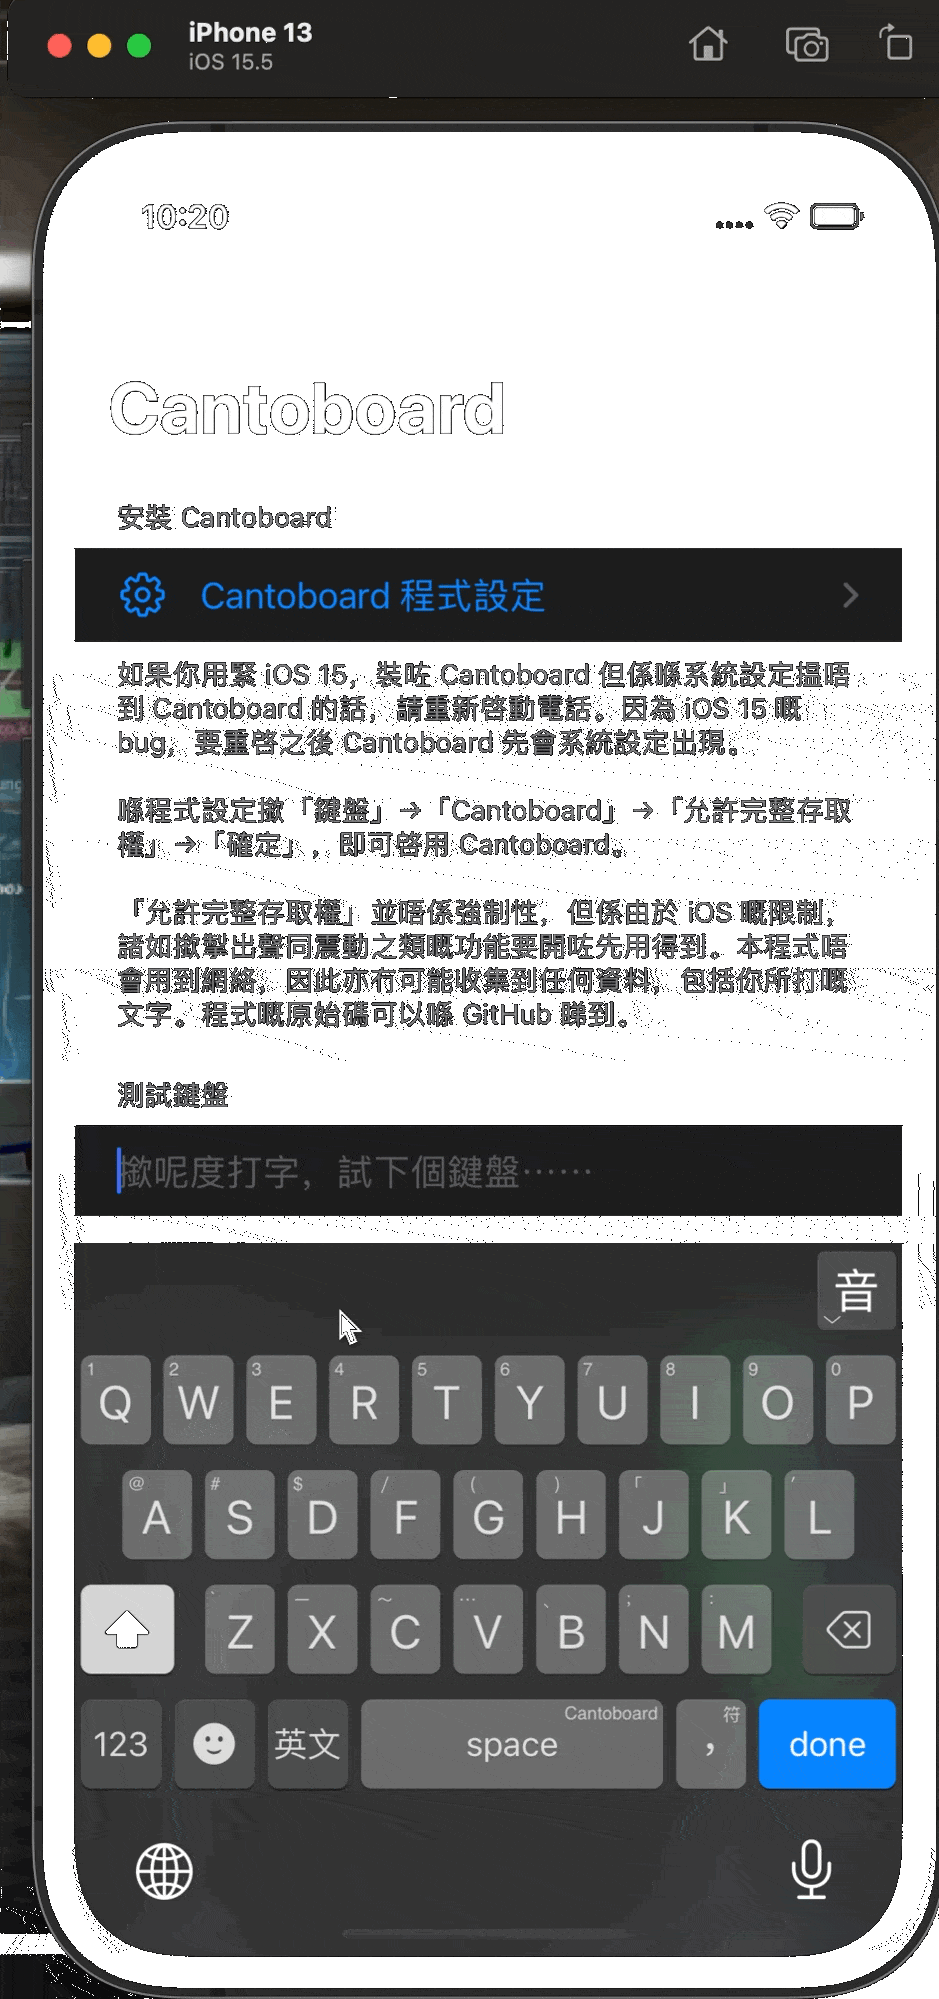 iPhone 13
iOS 15.5
10:20
Cantoboard
安裝 Cantoboard
Cantoboard 程式設定
如果你用緊 iOS 15，裝咗 Cantoboard 但係喺系統設定搵唔
到 Cantoboard 的話，請重新啓動電話。因為 iOS 15 嘅
bug，要重啓之後 Cantoboard 先會系統設定出現。
喺程式設定撳「鍵盤」→「Cantoboard」→「允許完整存取
權」→「確定」，即可啓用 Cantoboard。
「允許完整存取權」並唔係強制性，但係由於 iOS 嘅限制，
諸如撳掣出聲同震動之類嘅功能要開咗先用得到。本程式唔
會用到網絡，因此亦冇可能收集到任何資料，包括你所打嘅
文字。程式嘅原始碼可以喺 GitHub 睇到。
測試鍵盤
撳呢度打字，試下個鍵盤⋯⋯
音
1 2 3 4 5 6 7 8 9 0
Q W E R T Y U I O P
@ # $ / ( ) 「 」 '
A S D F G H J K L
— ~ … 、 ; :
Z X C V B N M
123 英文 space Cantoboard ， 符 done